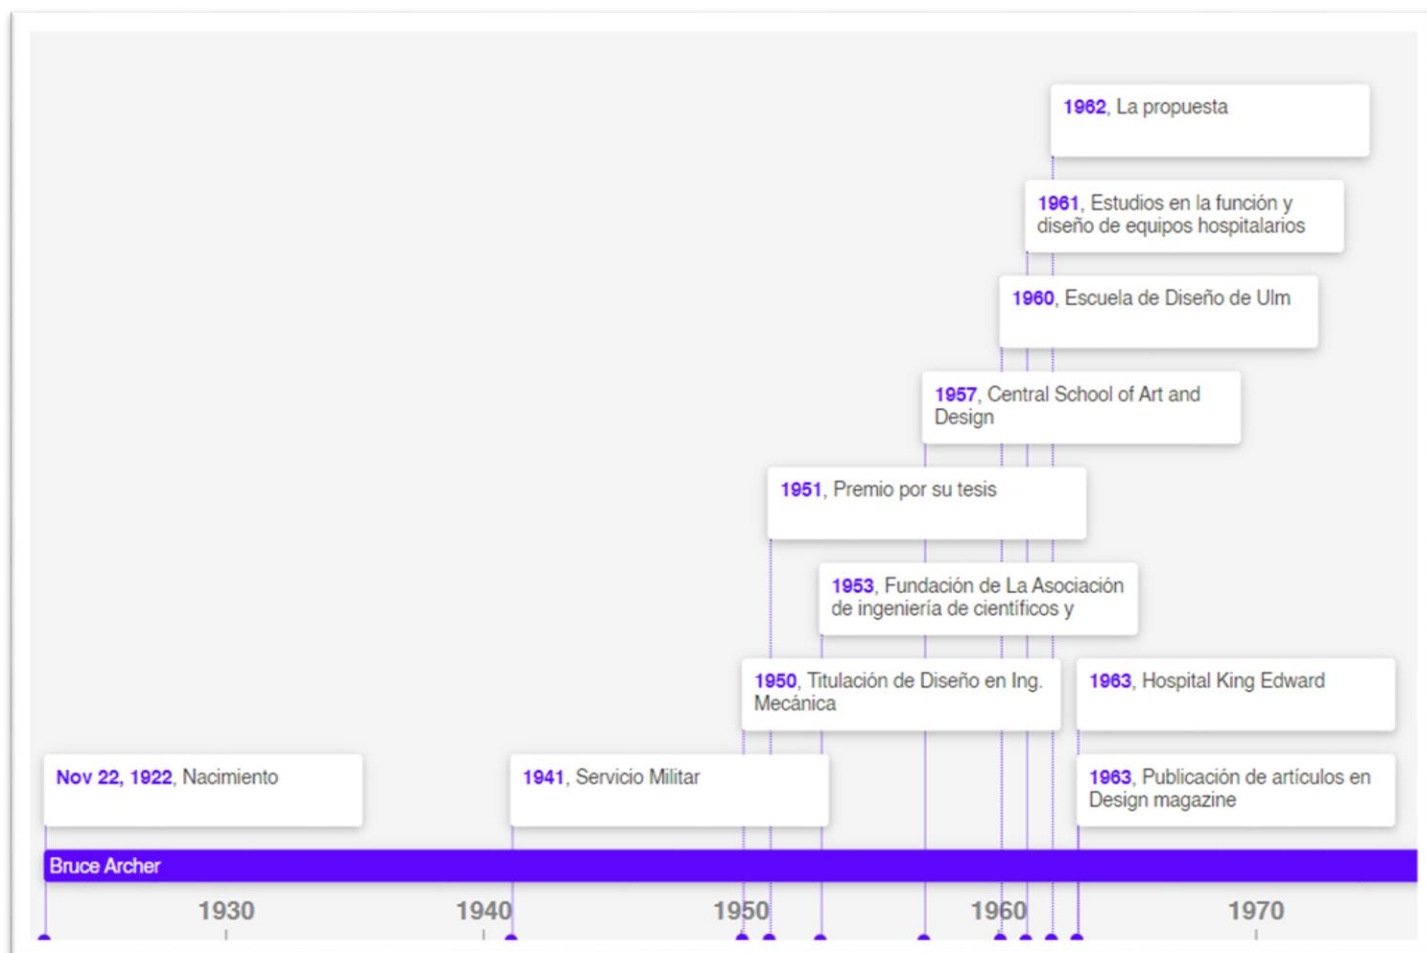 1962, La propuesta
1961, Estudios en la función y
diseño de equipos hospitalarios
1960, Escuela de Diseño de Ulm
1957, Central School of Art and
Design
1951, Premio por su tesis
1953, Fundación de La Asociación
de ingeniería de científicos y
1950, Titulación de Diseño en Ing.
Mecánica
1963, Hospital King Edward
Nov 22, 1922, Nacimiento
1941, Servicio Militar
1963, Publicación de artículos en
Design magazine
Bruce Archer
1930 1940 1950 1960 1970